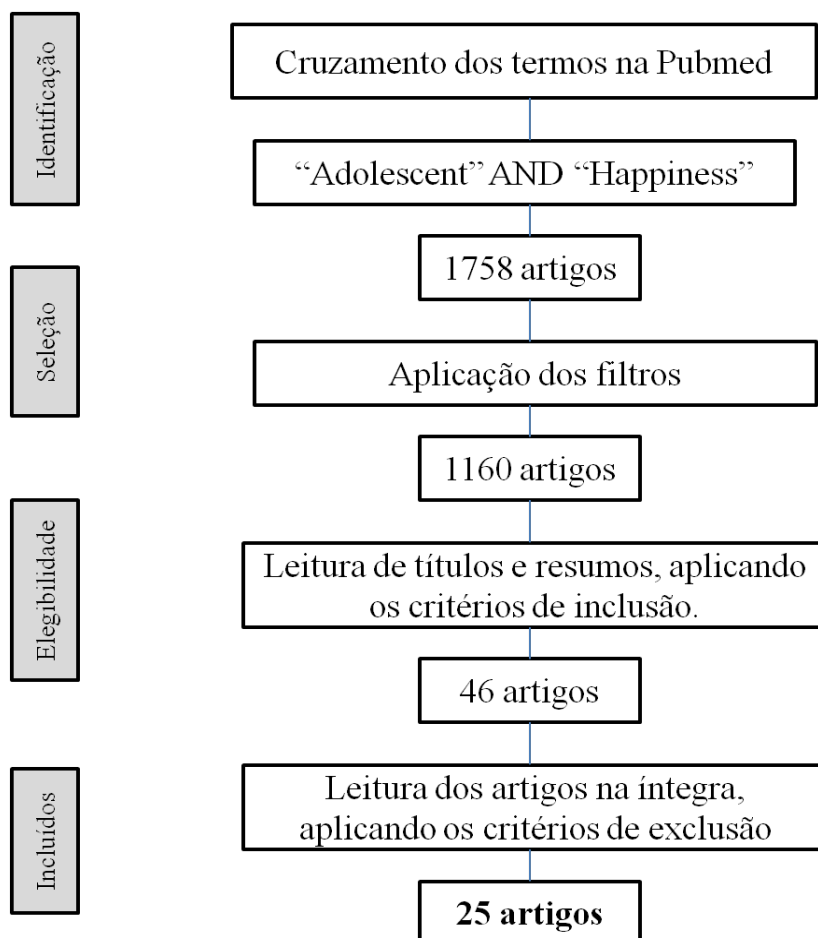 Identificação
Cruzamento dos termos na Pubmed
“Adolescent” AND “Happiness”
1758 artigos
Seleção
Aplicação dos filtros
1160 artigos
Elegibilidade
Leitura de títulos e resumos, aplicando
os critérios de inclusão.
46 artigos
Incluídos
Leitura dos artigos na íntegra,
aplicando os critérios de exclusão
25 artigos